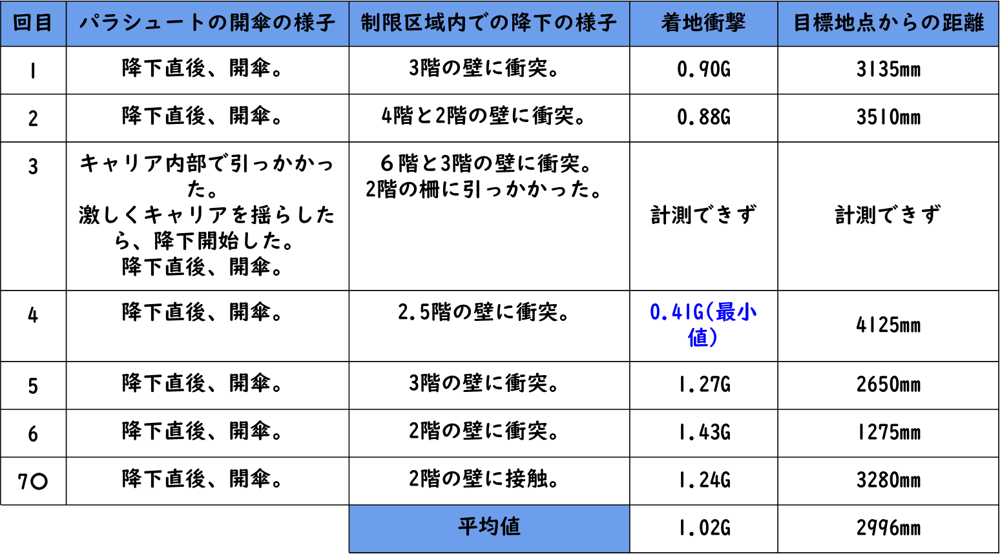 回目 パラシュートの開傘の様子 制限区域内での降下の様子 着地衝撃 目標地点からの距離
1 降下直後、開傘。 3階の壁に衝突。 0.90G 3135mm
2 降下直後、開傘。 4階と2階の壁に衝突。 0.88G 3510mm
3 キャリア内部で引っかかっ
た。
激しくキャリアを揺らした
ら、降下開始した。
降下直後、開傘。
６階と3階の壁に衝突。
2階の柵に引っかかった。
計測できず 計測できず
4 降下直後、開傘。 2.5階の壁に衝突。 0.41G(最小
値) 4125mm
5 降下直後、開傘。 3階の壁に衝突。 1.27G 2650mm
6 降下直後、開傘。 2階の壁に衝突。 1.43G 1275mm
7〇 降下直後、開傘。 2階の壁に接触。 1.24G 3280mm
平均値 1.02G 2996mm